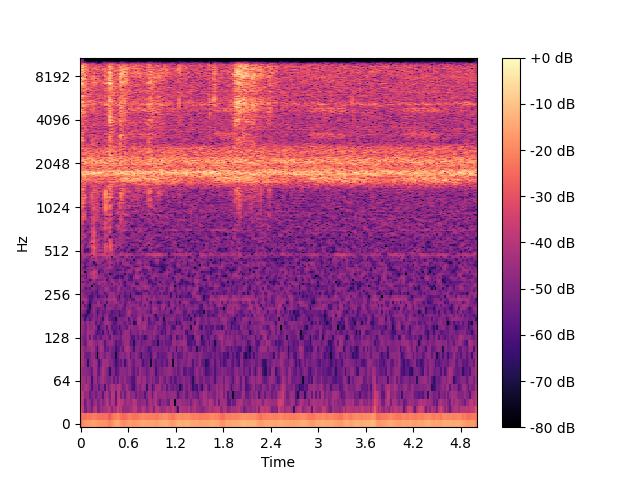 8192
4096
2048
1024
512
256
128
64
0
Hz
0 0.6 1.2 1.8 2.4 3 3.6 4.2 4.8
Time
+0 dB
-10 dB
-20 dB
-30 dB
-40 dB
-50 dB
-60 dB
-70 dB
-80 dB